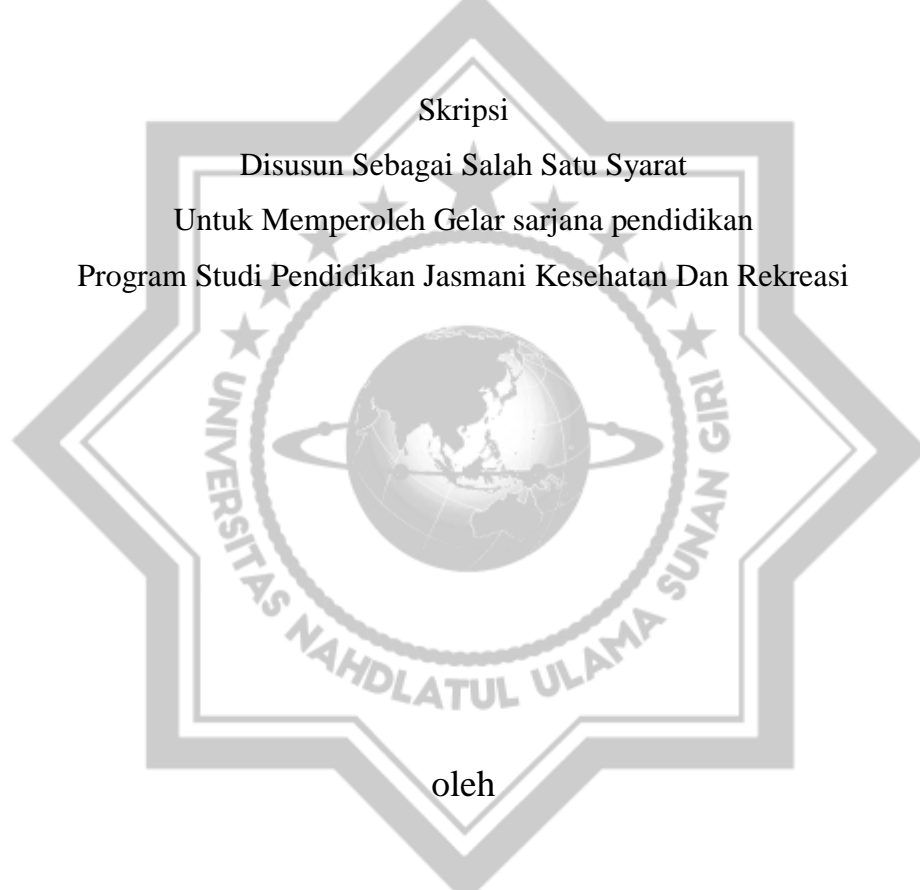 Skripsi
Disusun Sebagai Salah Satu Syarat
Untuk Memperoleh Gelar sarjana pendidikan
Program Studi Pendidikan Jasmani Kesehatan Dan Rekreasi
UNIVERSITAS NAHDLATUL ULAMA SUNAN GIRI
oleh